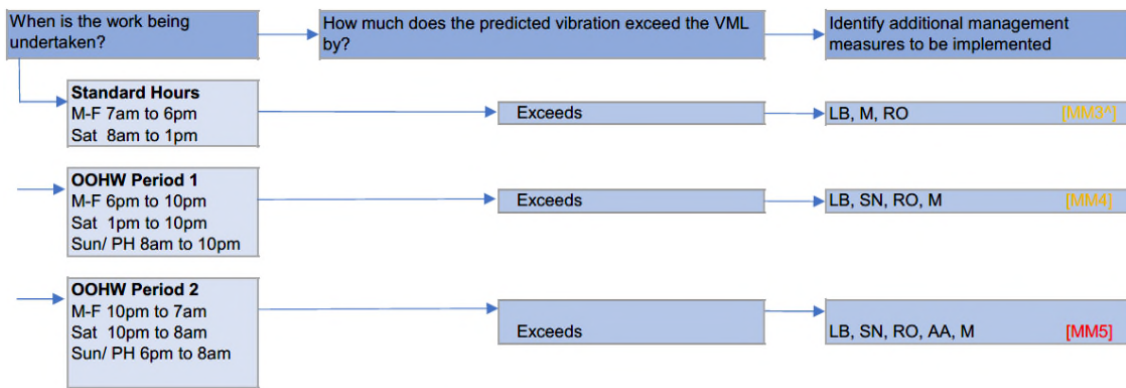 When is the work being
undertaken?
How much does the predicted vibration exceed the VML
by?
Identify additional management
measures to be implemented
Standard Hours
M-F 7am to 6pm
Sat 8am to 1pm
Exceeds
LB, M, RO [MM3^]
OOHW Period 1
M-F 6pm to 10pm
Sat 1pm to 10pm
Sun/ PH 8am to 10pm
Exceeds
LB, SN, RO, M [MM4]
OOHW Period 2
M-F 10pm to 7am
Sat 10pm to 8am
Sun/ PH 6pm to 8am
Exceeds
LB, SN, RO, AA, M [MM5]